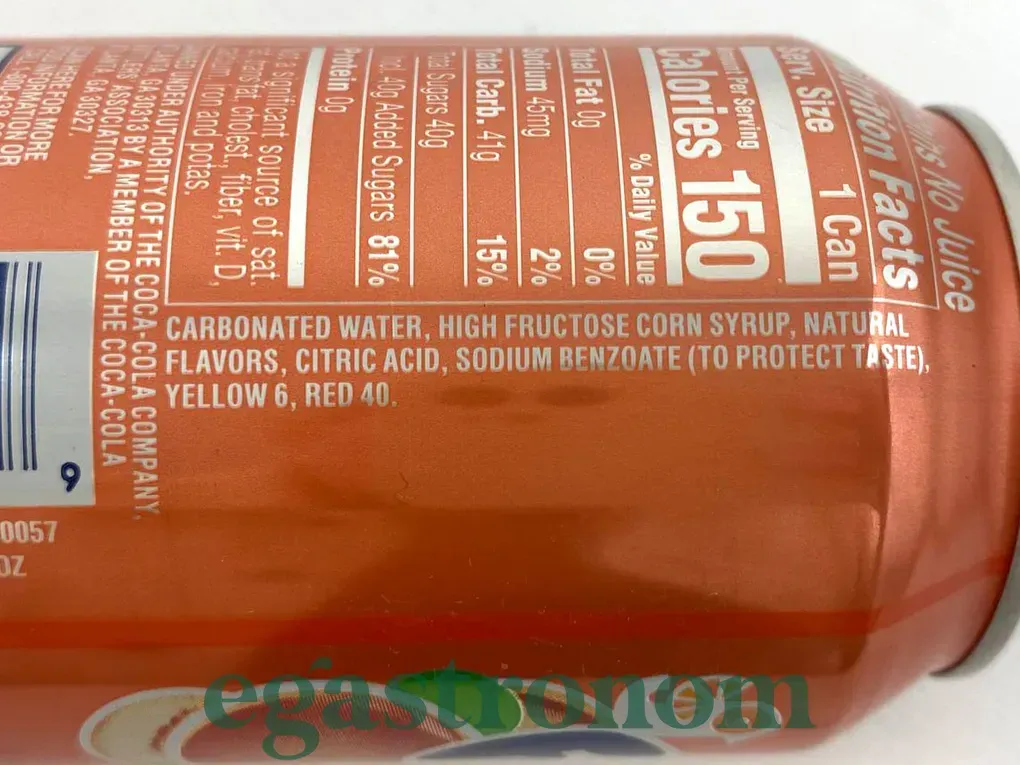 Nutrition Facts
Serv. Size 1 Can
Amount Per Serving
Calories 150
% Daily Value
Total Fat 0g 0%
Sodium 45mg 2%
Total Carb. 41g 15%
Total Sugars 40g
Incl. 40g Added Sugars 81%
Protein 0g
Not a significant source of sat.
fat, trans fat, cholest., fiber, vit. D,
calcium, iron and potas.
CARBONATED WATER, HIGH FRUCTOSE CORN SYRUP, NATURAL
FLAVORS, CITRIC ACID, SODIUM BENZOATE (TO PROTECT TASTE),
YELLOW 6, RED 40.
No Juice
UNDER AUTHORITY OF THE COCA-COLA COMPANY,
GA 30313 BY A MEMBER OF THE COCA-COLA
ASSOCIATION,
GA 30327
FOR MORE
INFORMATION
OR
6
0057
OZ
egastronom